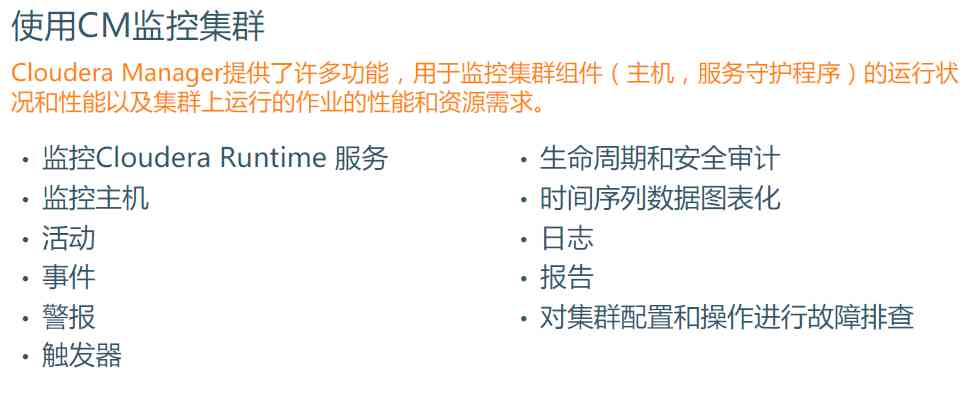 使用CM监控集群
Cloudera Manager提供了许多功能，用于监控集群组件（主机，服务守护程序）的运行状
况和性能以及集群上运行的作业的性能和资源需求。
• 监控Cloudera Runtime 服务
• 监控主机
• 活动
• 事件
• 警报
• 触发器
• 生命周期和安全审计
• 时间序列数据图表化
• 日志
• 报告
• 对集群配置和操作进行故障排查